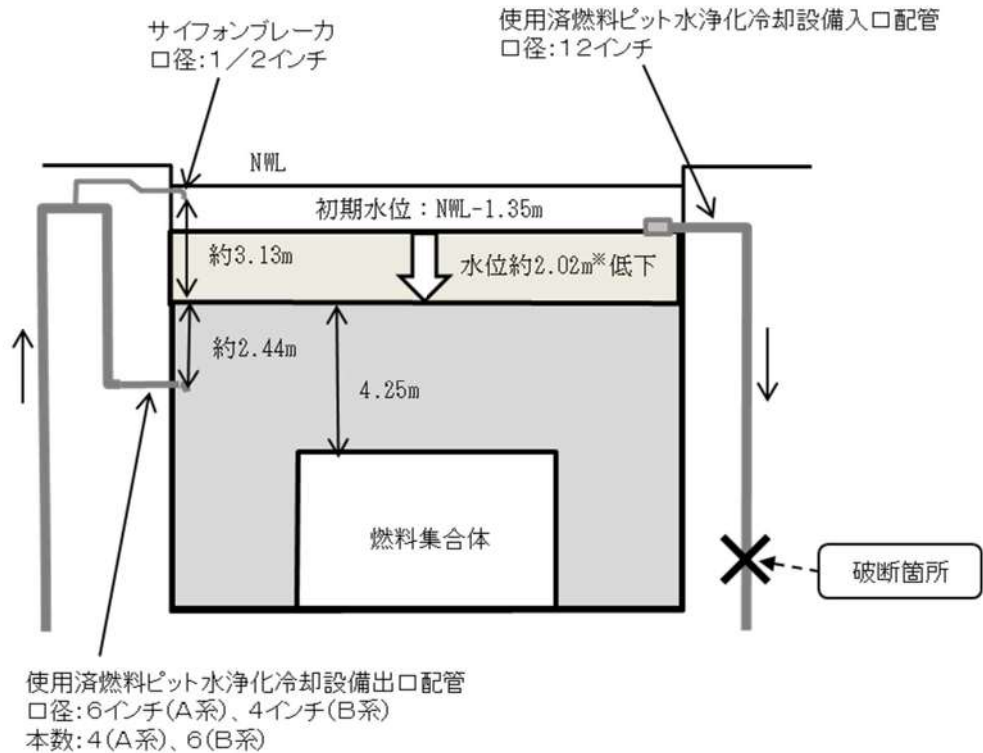 サイフォンブレーカ
口径:1/2インチ
使用済燃料ピット水浄化冷却設備入口配管
口径:12インチ
NWL
初期水位:NWL-1.35m
約3.13m
水位約2.02m※低下
約2.44m
4.25m
燃料集合体
破断箇所
使用済燃料ピット水浄化冷却設備出口配管
口径:6インチ(A系)、4インチ(B系)
本数:4(A系)、6(B系)